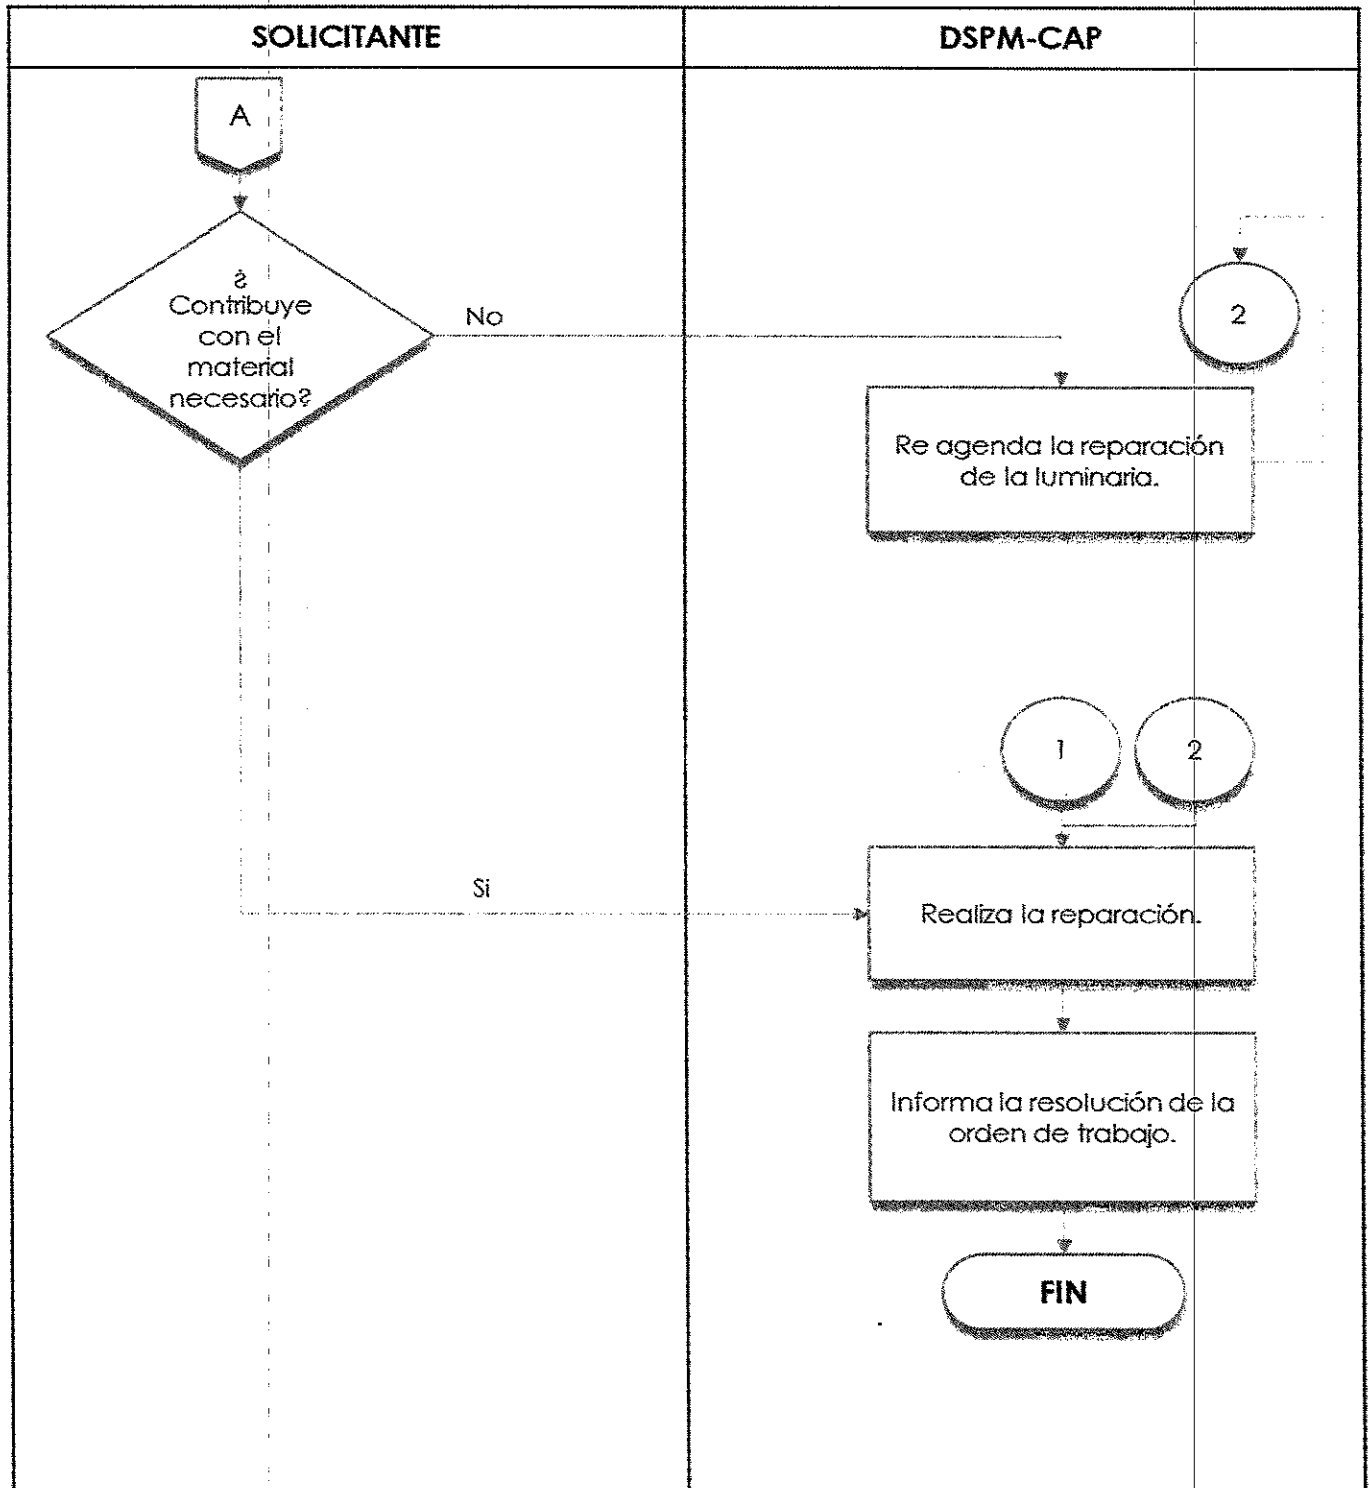 SOLICITANTE
DSPM-CAP
A
¿
Contribuye
con el
material
necesario?
No
2
Re agenda la reparación
de la luminaria.
1
2
Si
Realiza la reparación.
Informa la resolución de la
orden de trabajo.
FIN